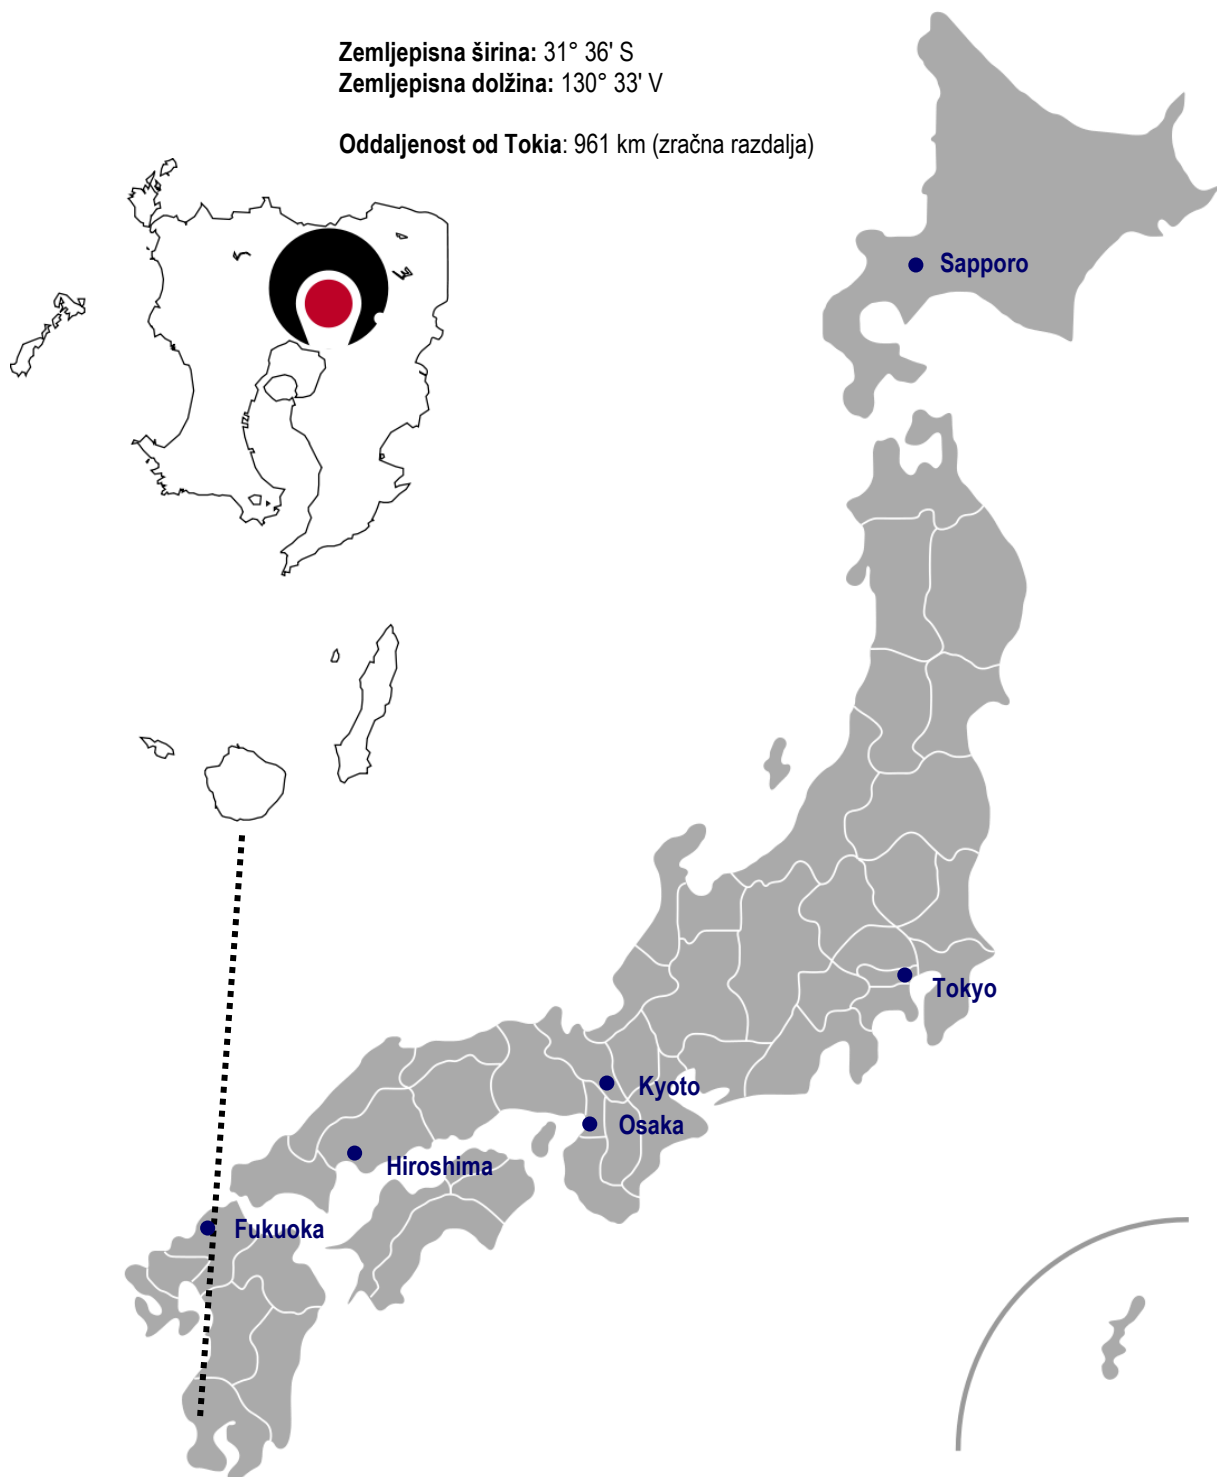 Zemljepisna širina: 31° 36' S
Zemljepisna dolžina: 130° 33' V
Oddaljenost od Tokia: 961 km (zračna razdalja)
Sapporo
Tokyo
Kyoto
Osaka
Hiroshima
Fukuoka